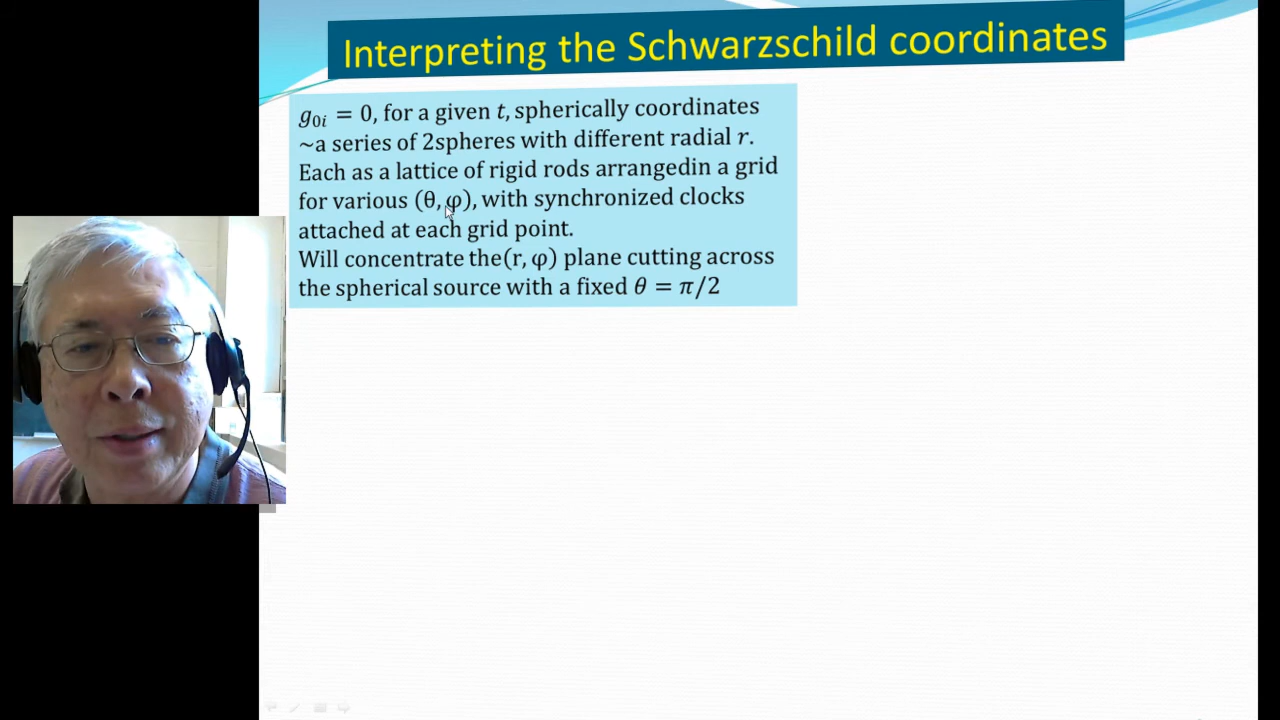 Interpreting the Schwarzschild coordinates
g₀ᵢ = 0, for a given t, spherically coordinates
~a series of 2spheres with different radial r.
Each as a lattice of rigid rods arrangedin a grid
for various (θ, φ), with synchronized clocks
attached at each grid point.
Will concentrate the(r, φ) plane cutting across
the spherical source with a fixed θ = π/2